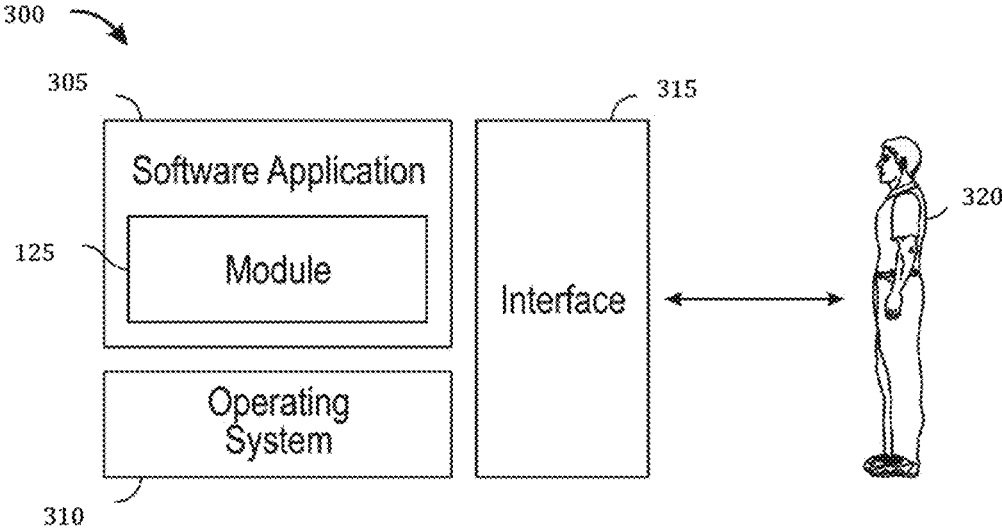 300
305
315
Software Application
320
125
Module
Interface
Operating
System
310